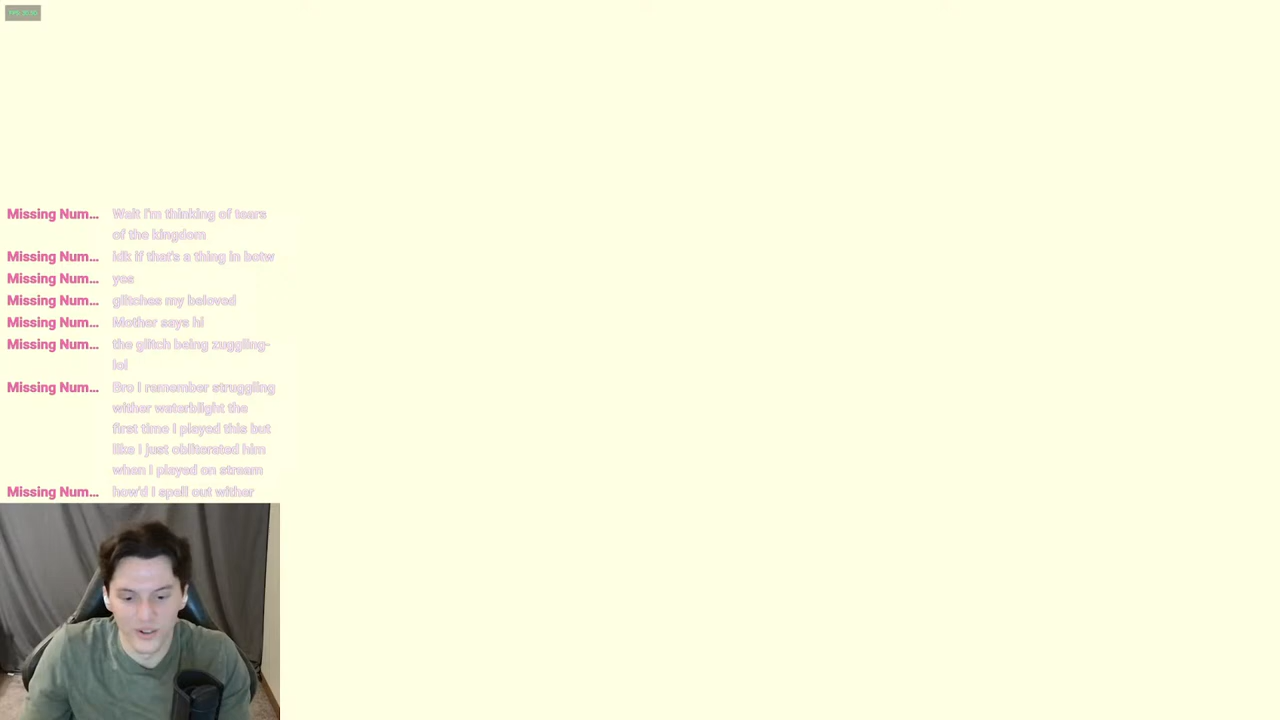 Missing Num... Wait I'm thinking of tears
of the kingdom
Missing Num... idk if that's a thing in botw
Missing Num... yes
Missing Num... glitches my beloved
Missing Num... Mother says hi
Missing Num... the glitch being zuggling-
lol
Missing Num... Bro I remember struggling
wither waterblight the
first time I played this but
like I just obliterated him
when I played on stream
Missing Num... how'd I spell out wither